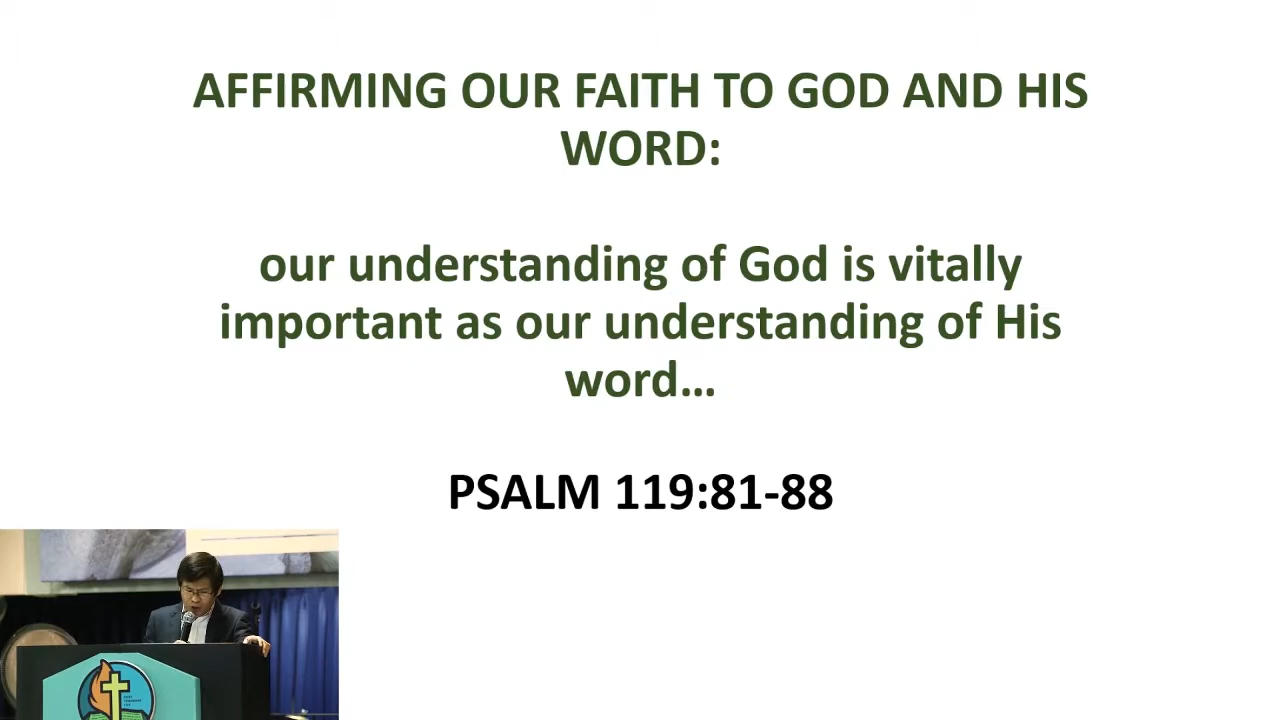 AFFIRMING OUR FAITH TO GOD AND HIS
WORD:
our understanding of God is vitally
important as our understanding of His
word…
PSALM 119:81-88